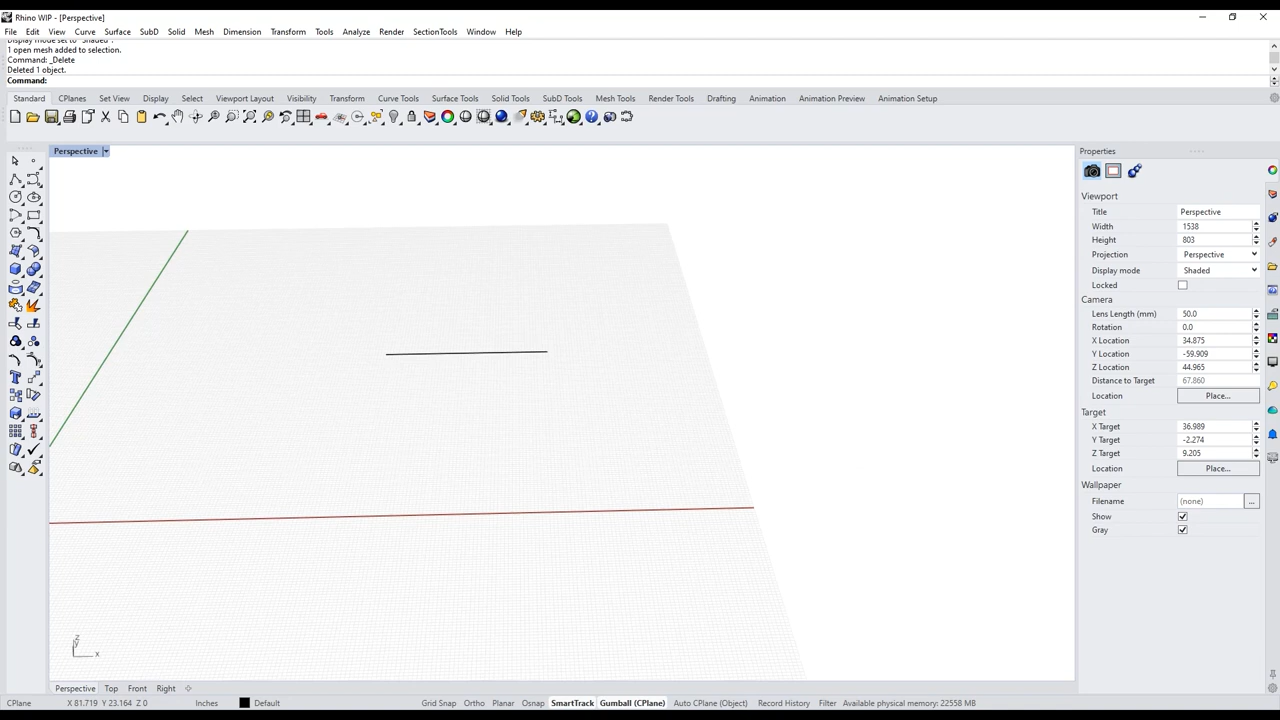 Rhino WIP - [Perspective]
File Edit View Curve Surface SubD Solid Mesh Dimension Transform Tools Analyze Render SectionTools Window Help
Display mode set to "Shaded".
1 open mesh added to selection.
Command: _Delete
Deleted 1 object.
Command:
Standard CPlanes Set View Display Select Viewport Layout Visibility Transform Curve Tools Surface Tools Solid Tools SubD Tools Mesh Tools Render Tools Drafting Animation Animation Preview Animation Setup
Perspective
Properties
Viewport
Title Perspective
Width 1538
Height 803
Projection Perspective
Display mode Shaded
Locked
Camera
Lens Length (mm) 50.0
Rotation 0.0
X Location 34.875
Y Location -59.909
Z Location 44.965
Distance to Target 67.860
Location Place...
Target
X Target 36.989
Y Target -2.274
Z Target 9.205
Location Place...
Wallpaper
Filename (none) ...
Show
Gray
z
y
x
Perspective Top Front Right
CPlane X 81.719 Y 23.164 Z 0 Inches Default Grid Snap Ortho Planar Osnap SmartTrack Gumball (CPlane) Auto CPlane (Object) Record History Filter Available physical memory: 22558 MB